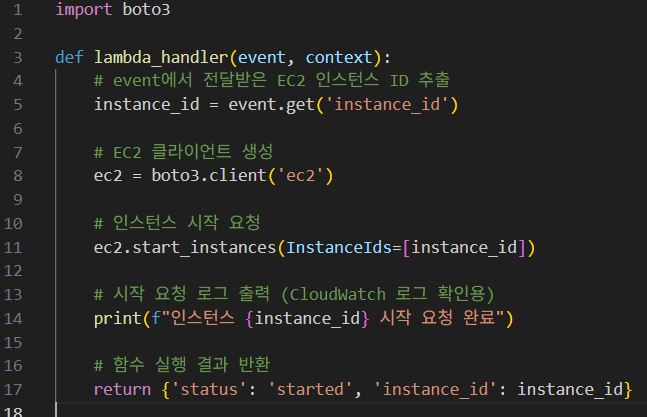 1 import boto3
2
3 def lambda_handler(event, context):
4     # event에서 전달받은 EC2 인스턴스 ID 추출
5     instance_id = event.get('instance_id')
6
7     # EC2 클라이언트 생성
8     ec2 = boto3.client('ec2')
9
10     # 인스턴스 시작 요청
11     ec2.start_instances(InstanceIds=[instance_id])
12
13     # 시작 요청 로그 출력 (CloudWatch 로그 확인용)
14     print(f"인스턴스 {instance_id} 시작 요청 완료")
15
16     # 함수 실행 결과 반환
17     return {'status': 'started', 'instance_id': instance_id}
18